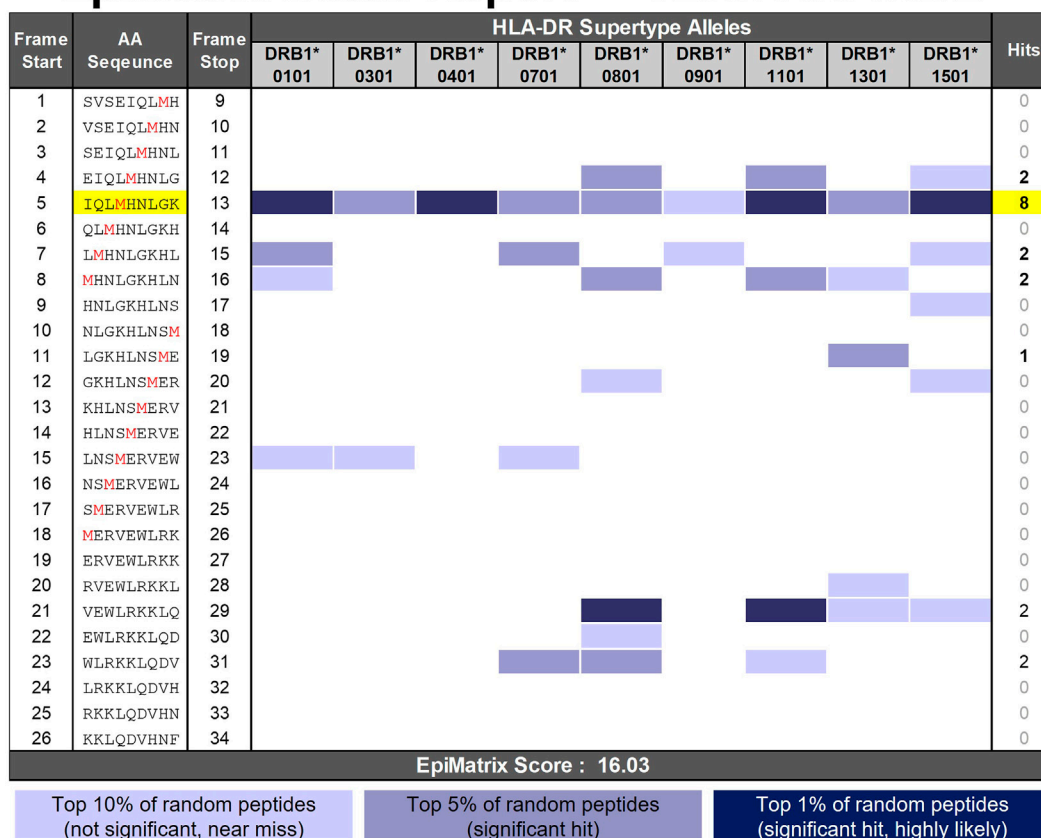 HLA-DR Supertype Alleles
Frame Start AA Seqeunce Frame Stop DRB1* 0101 DRB1* 0301 DRB1* 0401 DRB1* 0701 DRB1* 0801 DRB1* 0901 DRB1* 1101 DRB1* 1301 DRB1* 1501 Hits
1 SVSEIQLMH 9 0
2 VSEIQLMHN 10 0
3 SEIQLMHNL 11 0
4 EIQLMHNLG 12 2
5 IQLMHNLGK 13 8
6 QLMHNLGKH 14 0
7 LMHNLGKHL 15 2
8 MHNLGKHLN 16 2
9 HNLGKHLNS 17 0
10 NLGKHLNSM 18 0
11 LGKHLNSME 19 1
12 GKHLNSMER 20 0
13 KHLNSMERV 21 0
14 HLNSMERVE 22 0
15 LNSMERVEW 23 0
16 NSMERVEWL 24 0
17 SMERVEWLR 25 0
18 MERVEWLRK 26 0
19 ERVEWLRKK 27 0
20 RVEWLRKKL 28 0
21 VEWLRKKLQ 29 2
22 EWLRKKLQD 30 0
23 WLRKKLQDV 31 2
24 LRKKLQDVH 32 0
25 RKKLQDVHN 33 0
26 KKLQDVHNF 34 0
EpiMatrix Score : 16.03
Top 10% of random peptides
(not significant, near miss)
Top 5% of random peptides
(significant hit)
Top 1% of random peptides
(significant hit, highly likely)